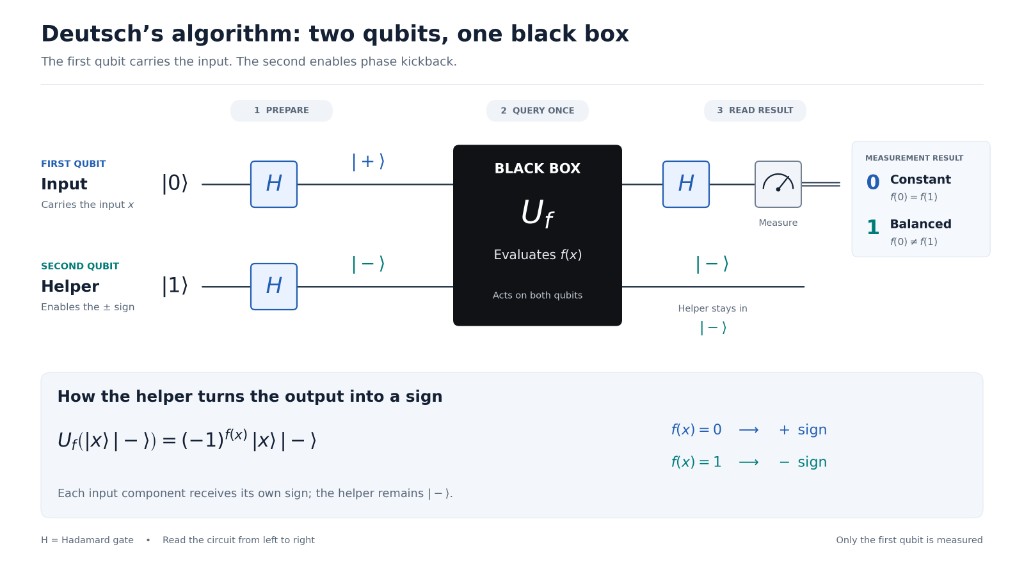 Deutsch’s algorithm: two qubits, one black box
The first qubit carries the input. The second enables phase kickback.
1 PREPARE
2 QUERY ONCE
3 READ RESULT
FIRST QUBIT
Input
Carries the input x
|0⟩
H
|+⟩
BLACK BOX
U_f
Evaluates f(x)
Acts on both qubits
H
Measure
MEASUREMENT RESULT
0 Constant
f(0) = f(1)
1 Balanced
f(0) ≠ f(1)
SECOND QUBIT
Helper
Enables the ± sign
|1⟩
H
|−⟩
|−⟩
Helper stays in
|−⟩
How the helper turns the output into a sign
U_f(|x⟩|−⟩) = (−1)^f(x) |x⟩|−⟩
f(x) = 0 ⟶ + sign
f(x) = 1 ⟶ − sign
Each input component receives its own sign; the helper remains |−⟩.
H = Hadamard gate • Read the circuit from left to right
Only the first qubit is measured